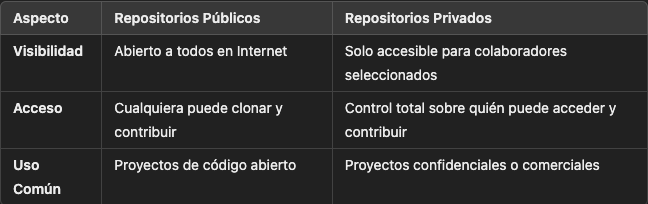 Aspecto Repositorios Públicos Repositorios Privados
Visibilidad Abierto a todos en Internet Solo accesible para colaboradores
seleccionados
Acceso Cualquiera puede clonar y Control total sobre quién puede acceder y
contribuir contribuir
Uso Proyectos de código abierto Proyectos confidenciales o comerciales
Común